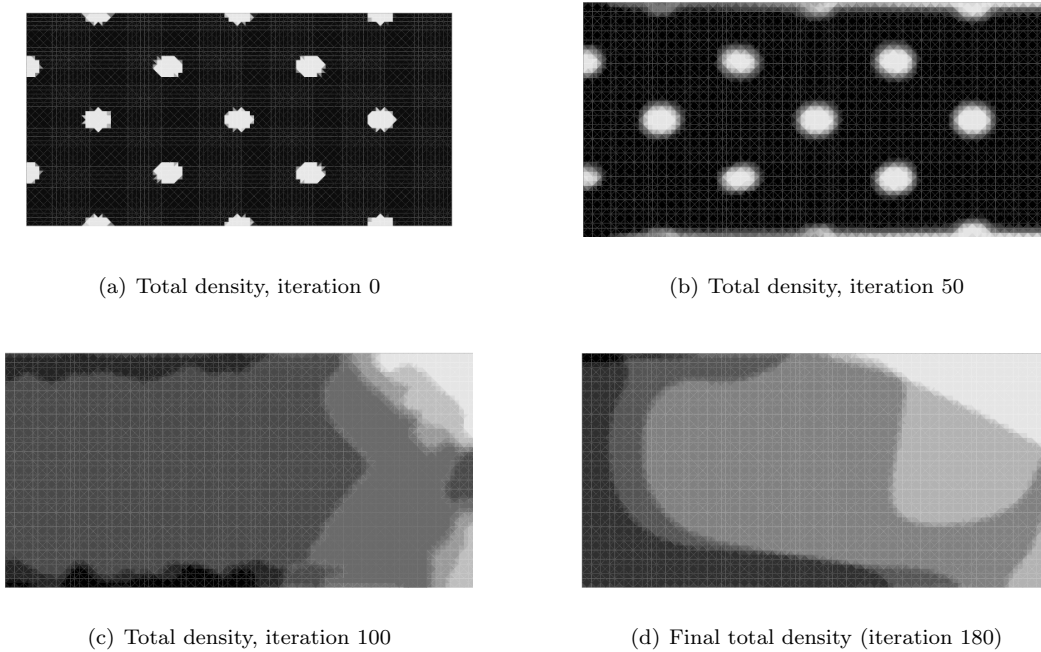 (a) Total density, iteration 0
(b) Total density, iteration 50
(c) Total density, iteration 100
(d) Final total density (iteration 180)